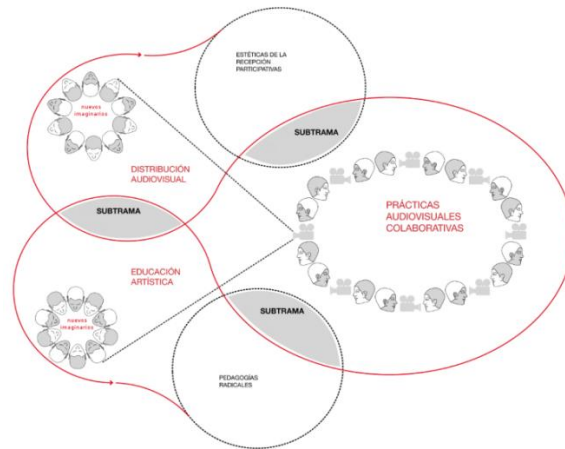 ESTÉTICAS DE LA
RECEPCIÓN
PARTICIPATIVAS
nuevos
imaginarios
SUBTRAMA
DISTRIBUCIÓN
AUDIOVISUAL
PRÁCTICAS
AUDIOVISUALES
COLABORATIVAS
SUBTRAMA
EDUCACIÓN
ARTÍSTICA
nuevos
imaginarios
SUBTRAMA
PEDAGOGÍAS
RADICALES